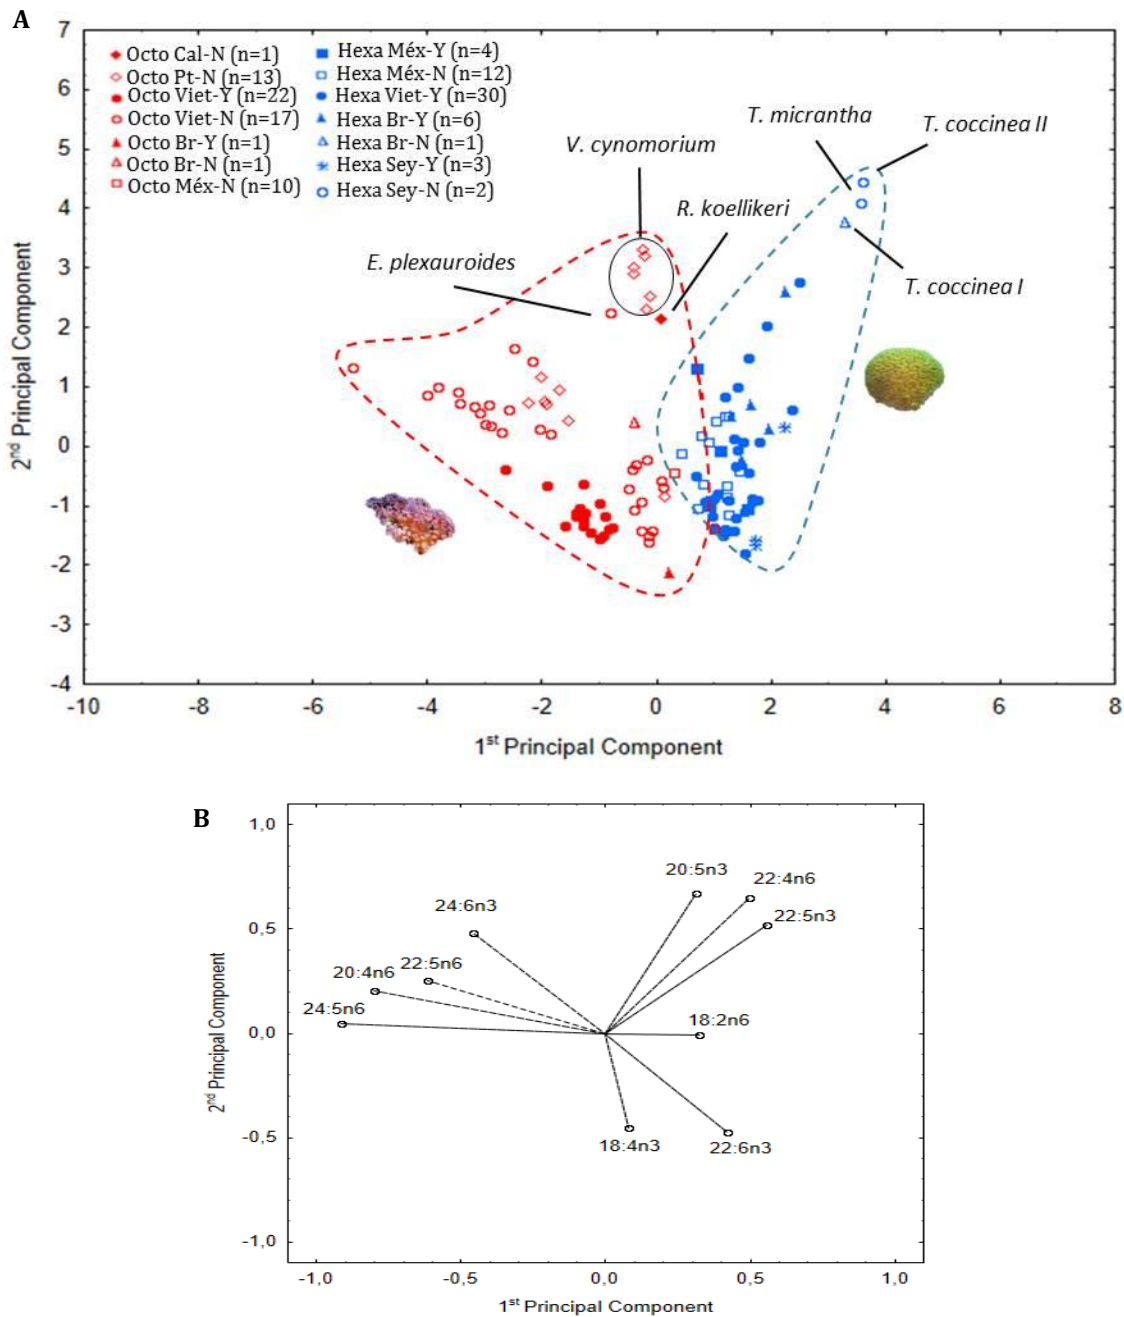 A
7
6
5
4
3
2
1
0
-1
-2
-3
-4
-10
-8
-6
-4
-2
0
2
4
6
8
2nd Principal Component
1st Principal Component
Octo Cal-N (n=1)
Octo Pt-N (n=13)
Octo Viet-Y (n=22)
Octo Viet-N (n=17)
Octo Br-Y (n=1)
Octo Br-N (n=1)
Octo Méx-N (n=10)
Hexa Méx-Y (n=4)
Hexa Méx-N (n=12)
Hexa Viet-Y (n=30)
Hexa Br-Y (n=6)
Hexa Br-N (n=1)
Hexa Sey-Y (n=3)
Hexa Sey-N (n=2)
V. cynomorium
T. micrantha
T. coccinea II
R. koellikeri
E. plexauroides
T. coccinea I
B
1,0
0,5
0,0
-0,5
-1,0
-1,0
-0,5
0,0
0,5
1,0
2nd Principal Component
1st Principal Component
20:5n3
22:4n6
22:5n3
24:6n3
22:5n6
20:4n6
24:5n6
18:2n6
18:4n3
22:6n3